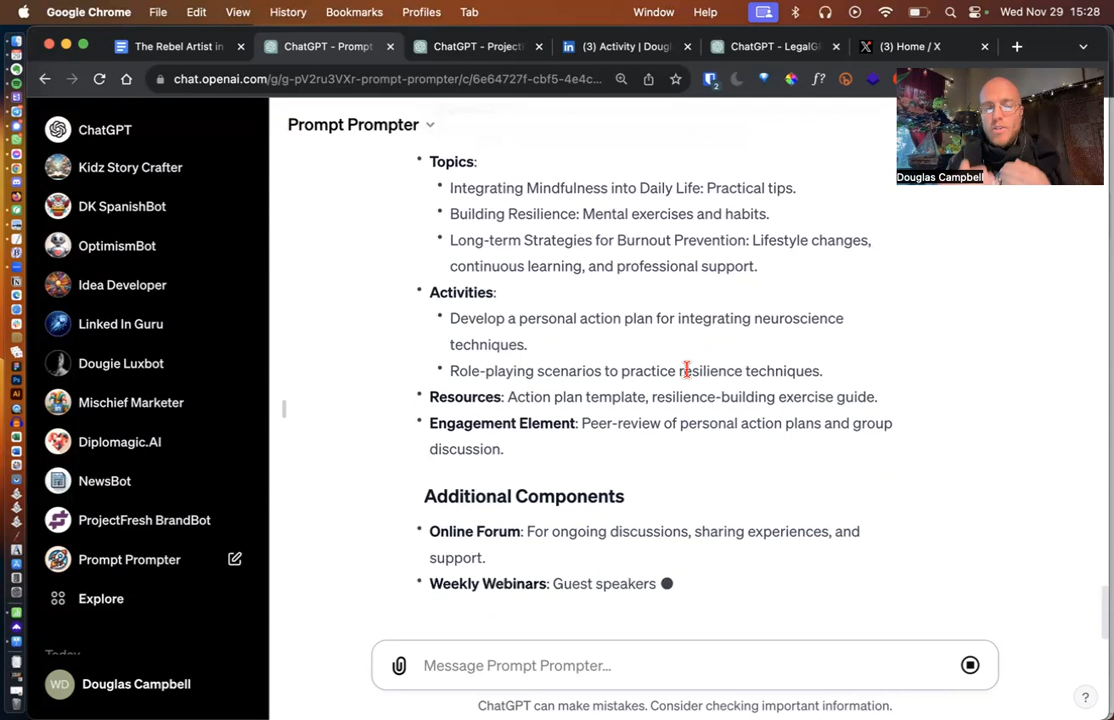 Google Chrome File Edit View History Bookmarks Profiles Tab Window Help Wed Nov 29 15:28
The Rebel Artist in ChatGPT - Prompt ChatGPT - Project (3) Activity | Doug ChatGPT - LegalG (3) Home / X
chat.openai.com/g/g-pV2ru3VXr-prompt-prompter/c/6e64727f-cbf5-4e4c...
ChatGPT
Kidz Story Crafter
DK SpanishBot
OptimismBot
Idea Developer
Linked In Guru
Dougie Luxbot
Mischief Marketer
Diplomagic.AI
NewsBot
ProjectFresh BrandBot
Prompt Prompter
Explore
Today
WD Douglas Campbell
Prompt Prompter
Douglas Campbell
Topics:
Integrating Mindfulness into Daily Life: Practical tips.
Building Resilience: Mental exercises and habits.
Long-term Strategies for Burnout Prevention: Lifestyle changes,
continuous learning, and professional support.
Activities:
Develop a personal action plan for integrating neuroscience
techniques.
Role-playing scenarios to practice resilience techniques.
Resources: Action plan template, resilience-building exercise guide.
Engagement Element: Peer-review of personal action plans and group
discussion.
Additional Components
Online Forum: For ongoing discussions, sharing experiences, and
support.
Weekly Webinars: Guest speakers
Message Prompt Prompter...
ChatGPT can make mistakes. Consider checking important information.
?